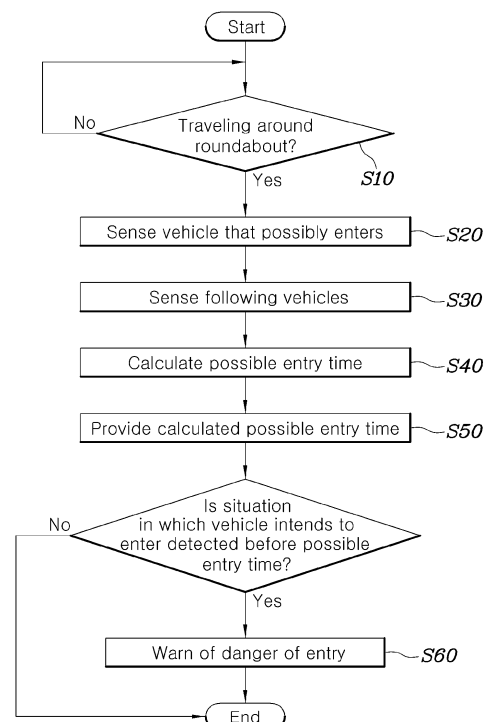 Start
No
Traveling around
roundabout?
S10
Yes
Sense vehicle that possibly enters
S20
Sense following vehicles
S30
Calculate possible entry time
S40
Provide calculated possible entry time
S50
No
Is situation
in which vehicle intends to
enter detected before possible
entry time?
Yes
Warn of danger of entry
S60
End